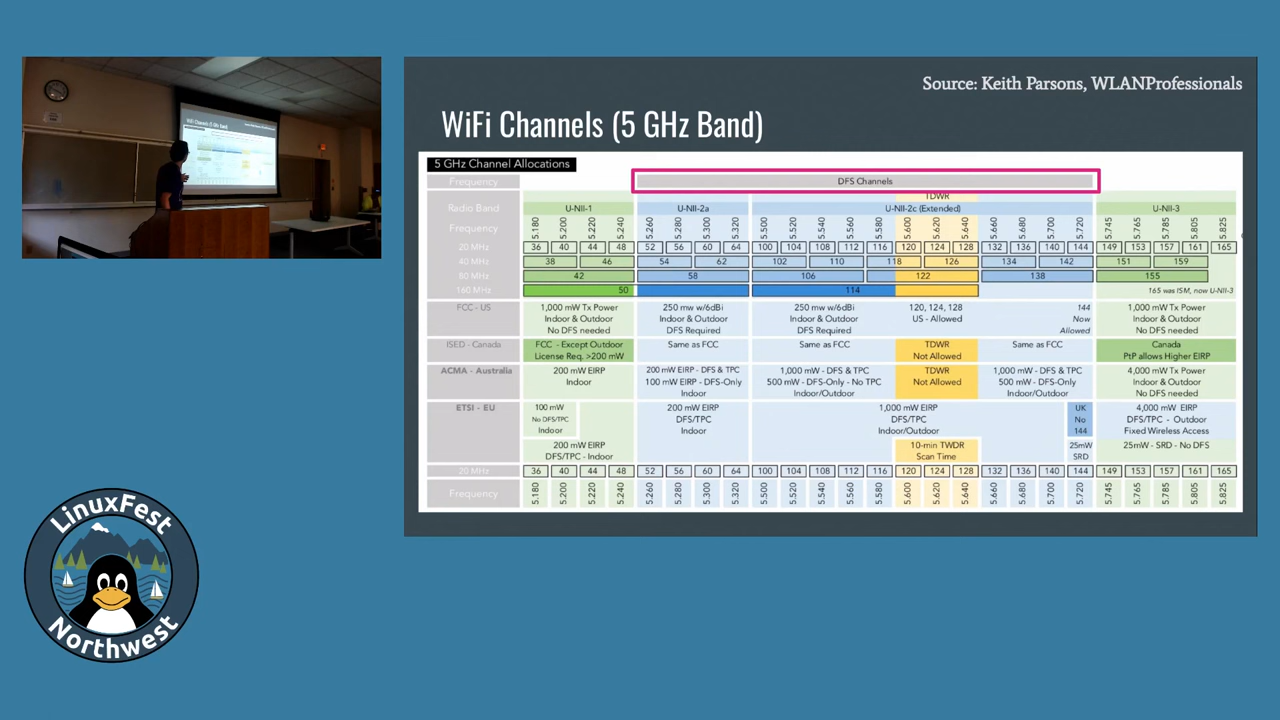 Source: Keith Parsons, WLANProfessionals
WiFi Channels (5 GHz Band)
5 GHz Channel Allocations
Frequency DFS Channels
TDWR
Radio Band U-NII-1 U-NII-2a U-NII-2c (Extended) U-NII-3
Frequency 5.180 5.200 5.220 5.240 5.260 5.280 5.300 5.320 5.500 5.520 5.540 5.560 5.580 5.600 5.620 5.640 5.660 5.680 5.700 5.720 5.745 5.765 5.785 5.805 5.825
20 MHz 36 40 44 48 52 56 60 64 100 104 108 112 116 120 124 128 132 136 140 144 149 153 157 161 165
40 MHz 38 46 54 62 102 110 118 126 134 142 151 159
80 MHz 42 58 106 122 138 155
160 MHz 50 114 165 was ISM, now U-NII-3
FCC - US 1,000 mW Tx Power 250 mw w/6dBi 250 mw w/6dBi 120, 124, 128 144
Indoor & Outdoor Indoor & Outdoor Indoor & Outdoor US - Allowed Now
No DFS needed DFS Required DFS Required Allowed
1,000 mW Tx Power
Indoor & Outdoor
No DFS needed
ISED - Canada FCC - Except Outdoor Same as FCC Same as FCC TDWR Same as FCC Canada
License Req. >200 mW Not Allowed PtP allows Higher EIRP
ACMA - Australia 200 mW EIRP 200 mW EIRP - DFS & TPC 1,000 mW - DFS & TPC TDWR 1,000 mW - DFS & TPC 4,000 mW Tx Power
Indoor 100 mW EIRP - DFS-Only 500 mW - DFS-Only - No TPC Not Allowed 500 mW - DFS-Only Indoor & Outdoor
Indoor Indoor/Outdoor Indoor/Outdoor No DFS needed
ETSI - EU 100 mW 200 mW EIRP 1,000 mW EIRP UK 4,000 mW EIRP
No DFS/TPC DFS/TPC DFS/TPC No DFS/TPC - Outdoor
Indoor Indoor Indoor/Outdoor 144 Fixed Wireless Access
200 mW EIRP 10-min TWDR 25mW 25mW - SRD - No DFS
DFS/TPC - Indoor Scan Time SRD
20 MHz 36 40 44 48 52 56 60 64 100 104 108 112 116 120 124 128 132 136 140 144 149 153 157 161 165
Frequency 5.180 5.200 5.220 5.240 5.260 5.280 5.300 5.320 5.500 5.520 5.540 5.560 5.580 5.600 5.620 5.640 5.660 5.680 5.700 5.720 5.745 5.765 5.785 5.805 5.825
LinuxFest
Northwest